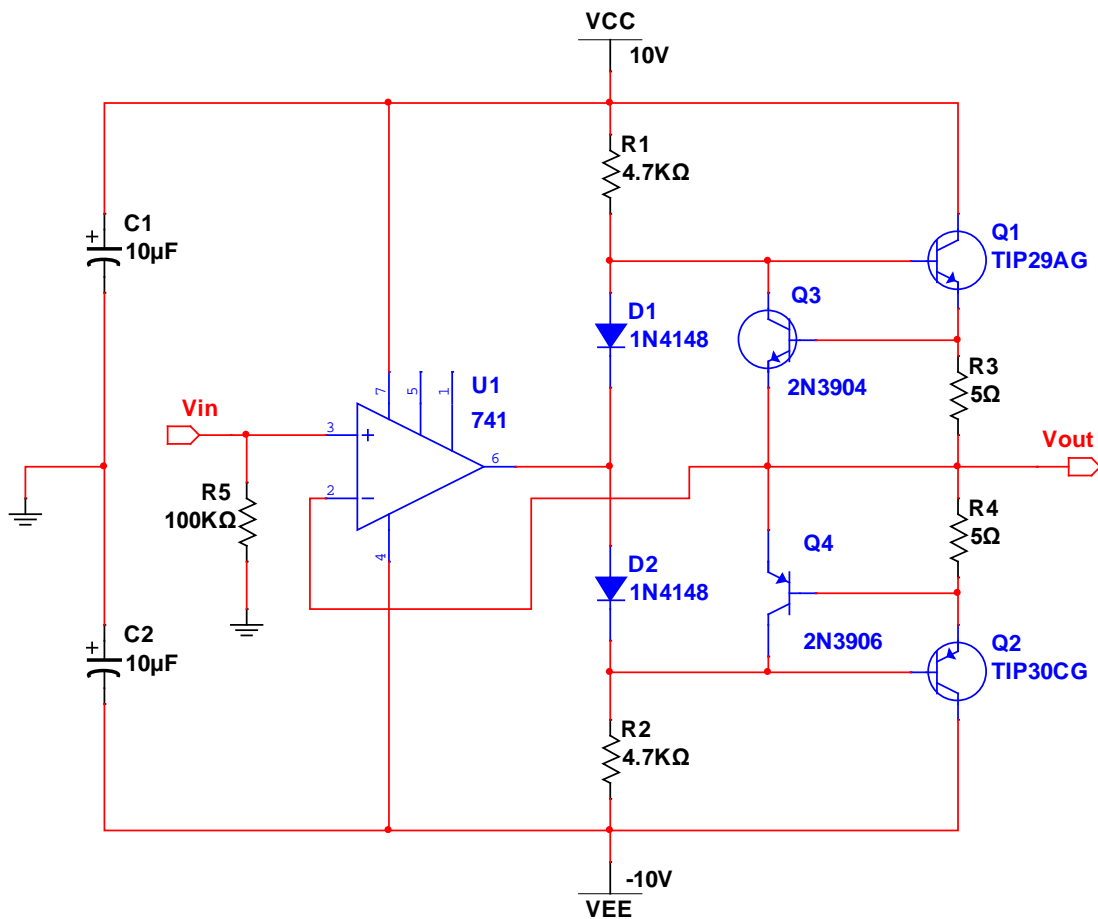 VCC
10V
R1
4.7KΩ
C1
10µF
Q1
TIP29AG
Q3
D1
1N4148
2N3904
R3
5Ω
U1
741
7
5
1
Vin
3
6
2
4
Vout
R5
100KΩ
R4
5Ω
Q4
D2
1N4148
2N3906
C2
10µF
Q2
TIP30CG
R2
4.7KΩ
-10V
VEE